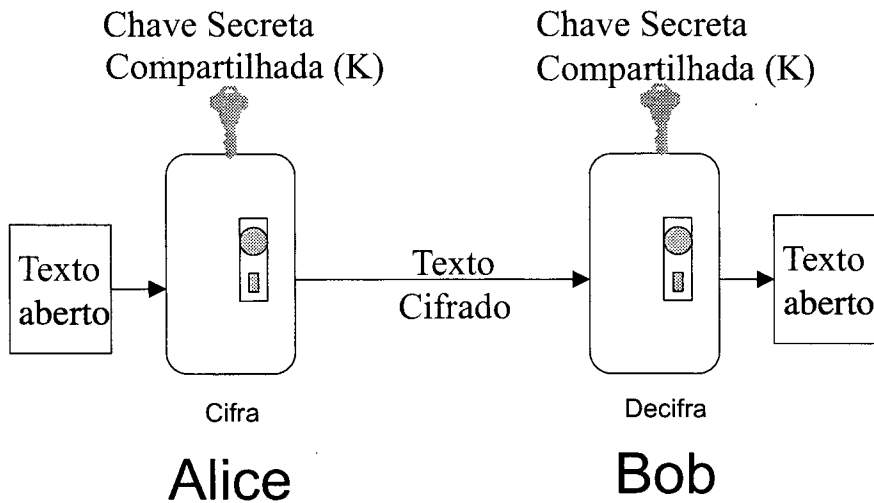 Chave Secreta
Compartilhada (K)
Chave Secreta
Compartilhada (K)
Texto
aberto
Texto
Cifrado
Texto
aberto
Cifra
Decifra
Alice
Bob